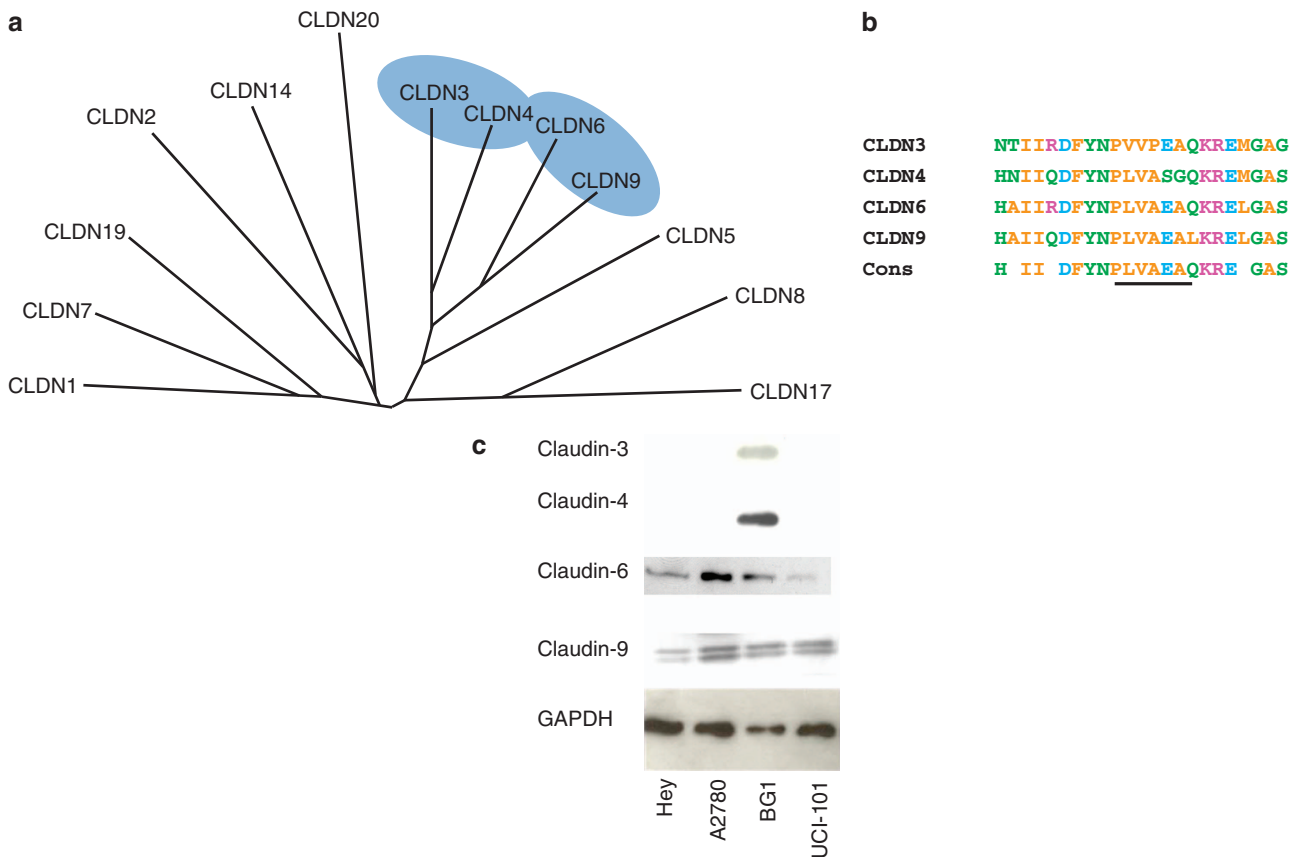 a
CLDN20
CLDN3
CLDN14
CLDN4
CLDN6
CLDN2
CLDN9
CLDN19
CLDN5
CLDN7
CLDN8
CLDN1
CLDN17
b
CLDN3 NTIIRDFYNPVVPEAQKREMGAG
CLDN4 HNIIQDFYNPLVASGQKREMGAS
CLDN6 HAIIRDFYNPLVAEAQKRELGAS
CLDN9 HAIIQDFYNPLVAEALKRELGAS
Cons H II DFYNPLVAEAQKRE GAS
c
Claudin-3
Claudin-4
Claudin-6
Claudin-9
GAPDH
Hey
A2780
BG1
UCI-101